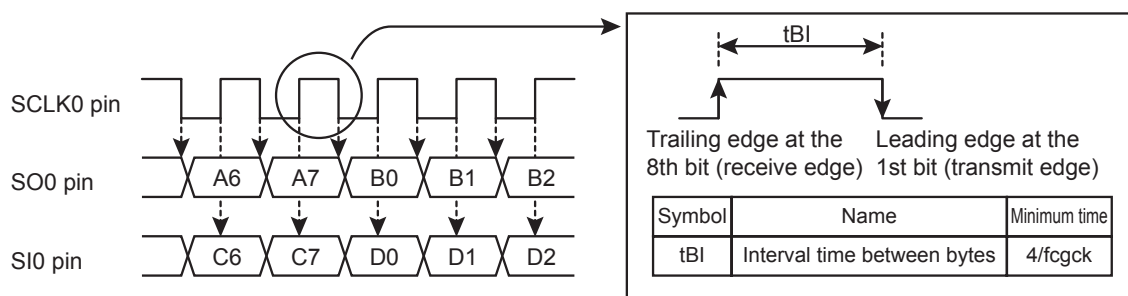 SCLK0 pin
SO0 pin
A6 A7 B0 B1 B2
SI0 pin
C6 C7 D0 D1 D2
tBI
Trailing edge at the
8th bit (receive edge)
Leading edge at the
1st bit (transmit edge)
Symbol Name Minimum time
tBI Interval time between bytes 4/fcgck